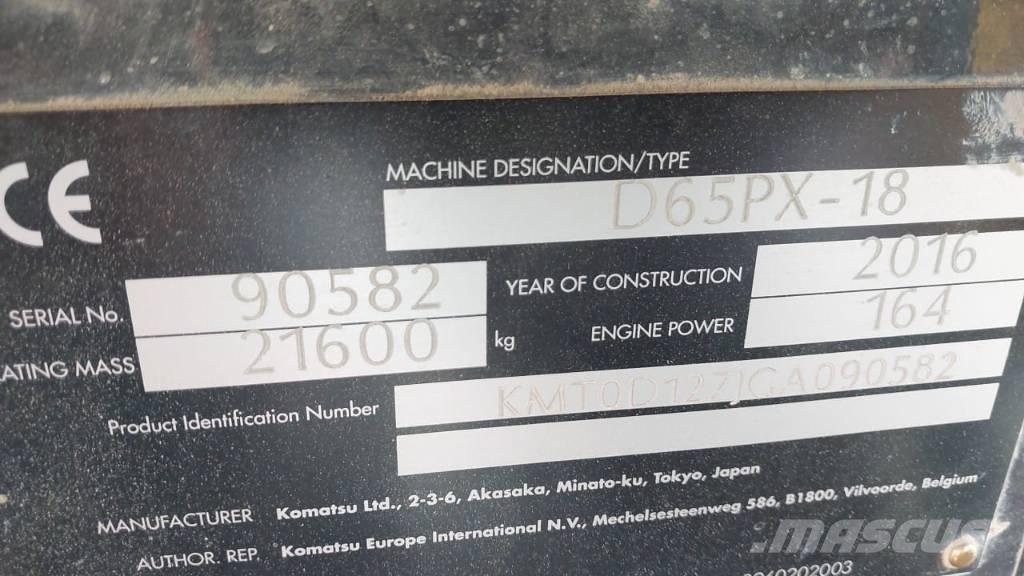 CE
MACHINE DESIGNATION/TYPE
D65PX-18
SERIAL No. 90582
YEAR OF CONSTRUCTION 2016
ATING MASS 21600 kg
ENGINE POWER 164
Product Identification Number KMT0D127JGA090582
MANUFACTURER Komatsu Ltd., 2-3-6, Akasaka, Minato-ku, Tokyo, Japan
AUTHOR. REP. Komatsu Europe International N.V., Mechelsesteenweg 586, B1800, Vilvoorde, Belgium
MASCUS